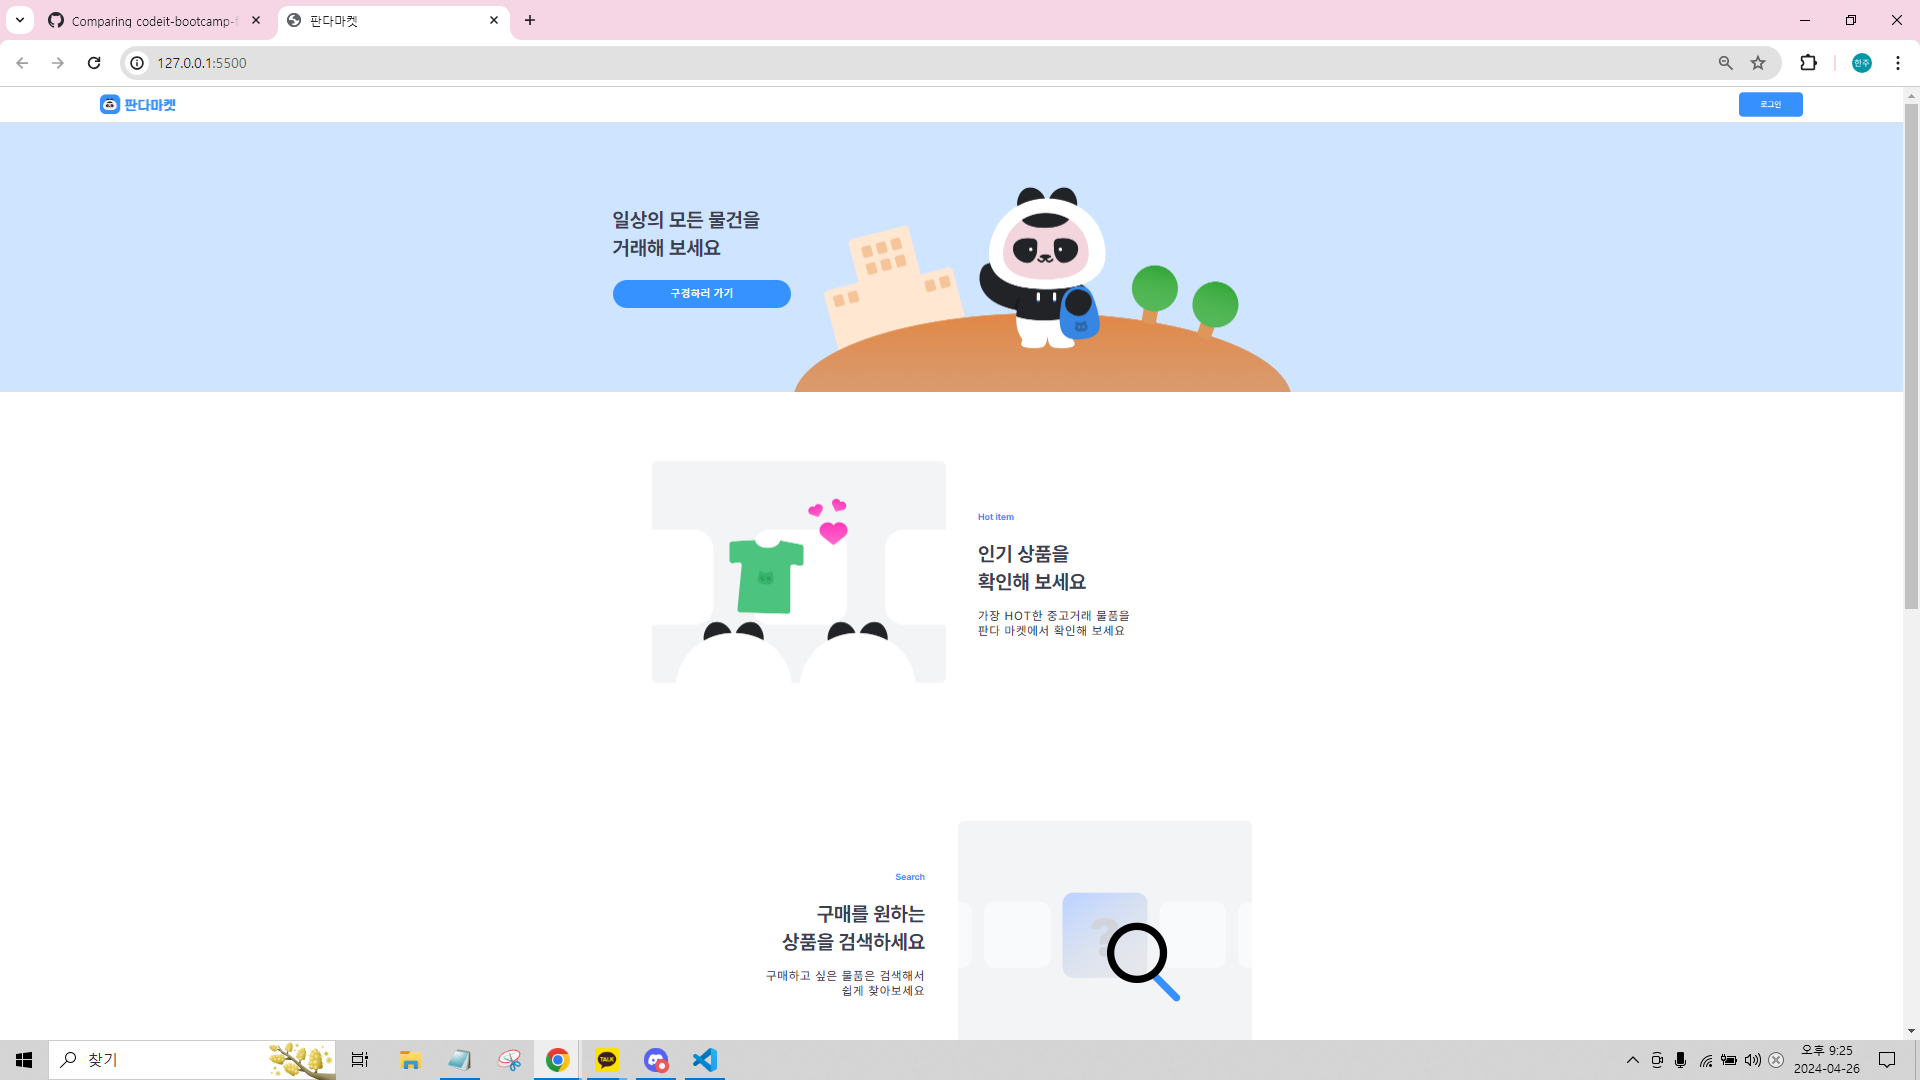 Comparing codeit-bootcamp-f
판다마켓
127.0.0.1:5500
한주
판다마켓
로그인
일상의 모든 물건을
거래해 보세요
구경하러 가기
Hot item
인기 상품을
확인해 보세요
가장 HOT한 중고거래 물품을
판다 마켓에서 확인해 보세요
Search
구매를 원하는
상품을 검색하세요
구매하고 싶은 물품은 검색해서
쉽게 찾아보세요
?
찾기
TALK
오후 9:25
2024-04-26